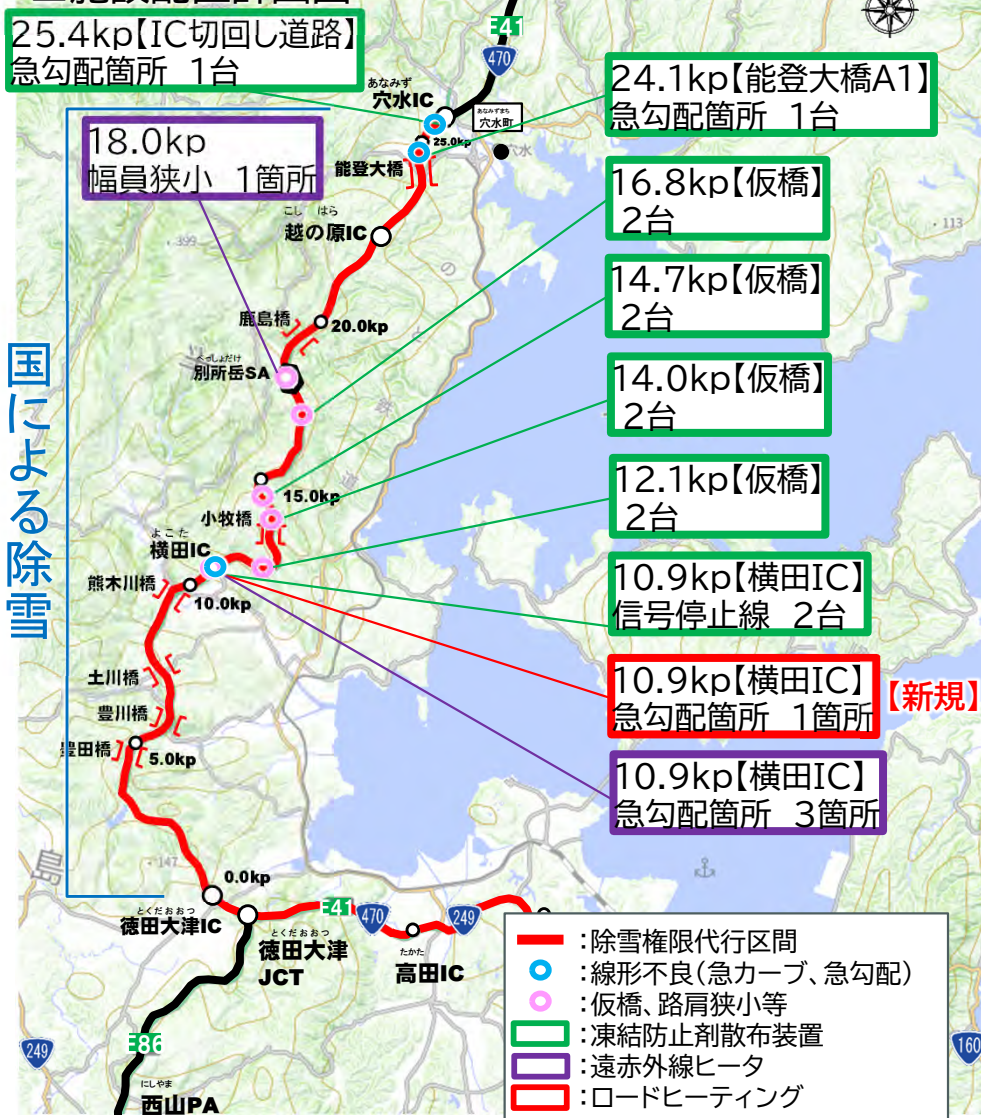 25.4kp【IC切回し道路】
急勾配箇所 1台
E41
470
あなみず
穴水IC
あなみずまち
穴水町
穴水
25.0kp
24.1kp【能登大橋A1】
急勾配箇所 1台
18.0kp
幅員狭小 1箇所
能登大橋
16.8kp【仮橋】
2台
こし はら
越の原IC
・399
・113
14.7kp【仮橋】
2台
鹿島橋
20.0kp
国による除雪
べっしょだけ
別所岳SA
14.0kp【仮橋】
2台
15.0kp
小牧橋
12.1kp【仮橋】
2台
よこた
横田IC
熊木川橋
10.0kp
10.9kp【横田IC】
信号停止線 2台
10.9kp【横田IC】
急勾配箇所 1箇所
【新規】
土川橋
豊川橋
豊田橋
5.0kp
10.9kp【横田IC】
急勾配箇所 3箇所
島
・147
0.0kp
とくだおおつ
徳田大津IC
とくだおおつ
徳田大津
JCT
E41
470
249
たかた
高田IC
:除雪権限代行区間
:線形不良(急カーブ、急勾配)
:仮橋、路肩狭小等
:凍結防止剤散布装置
:遠赤外線ヒータ
:ロードヒーティング
249
E86
160
にしやま
西山PA